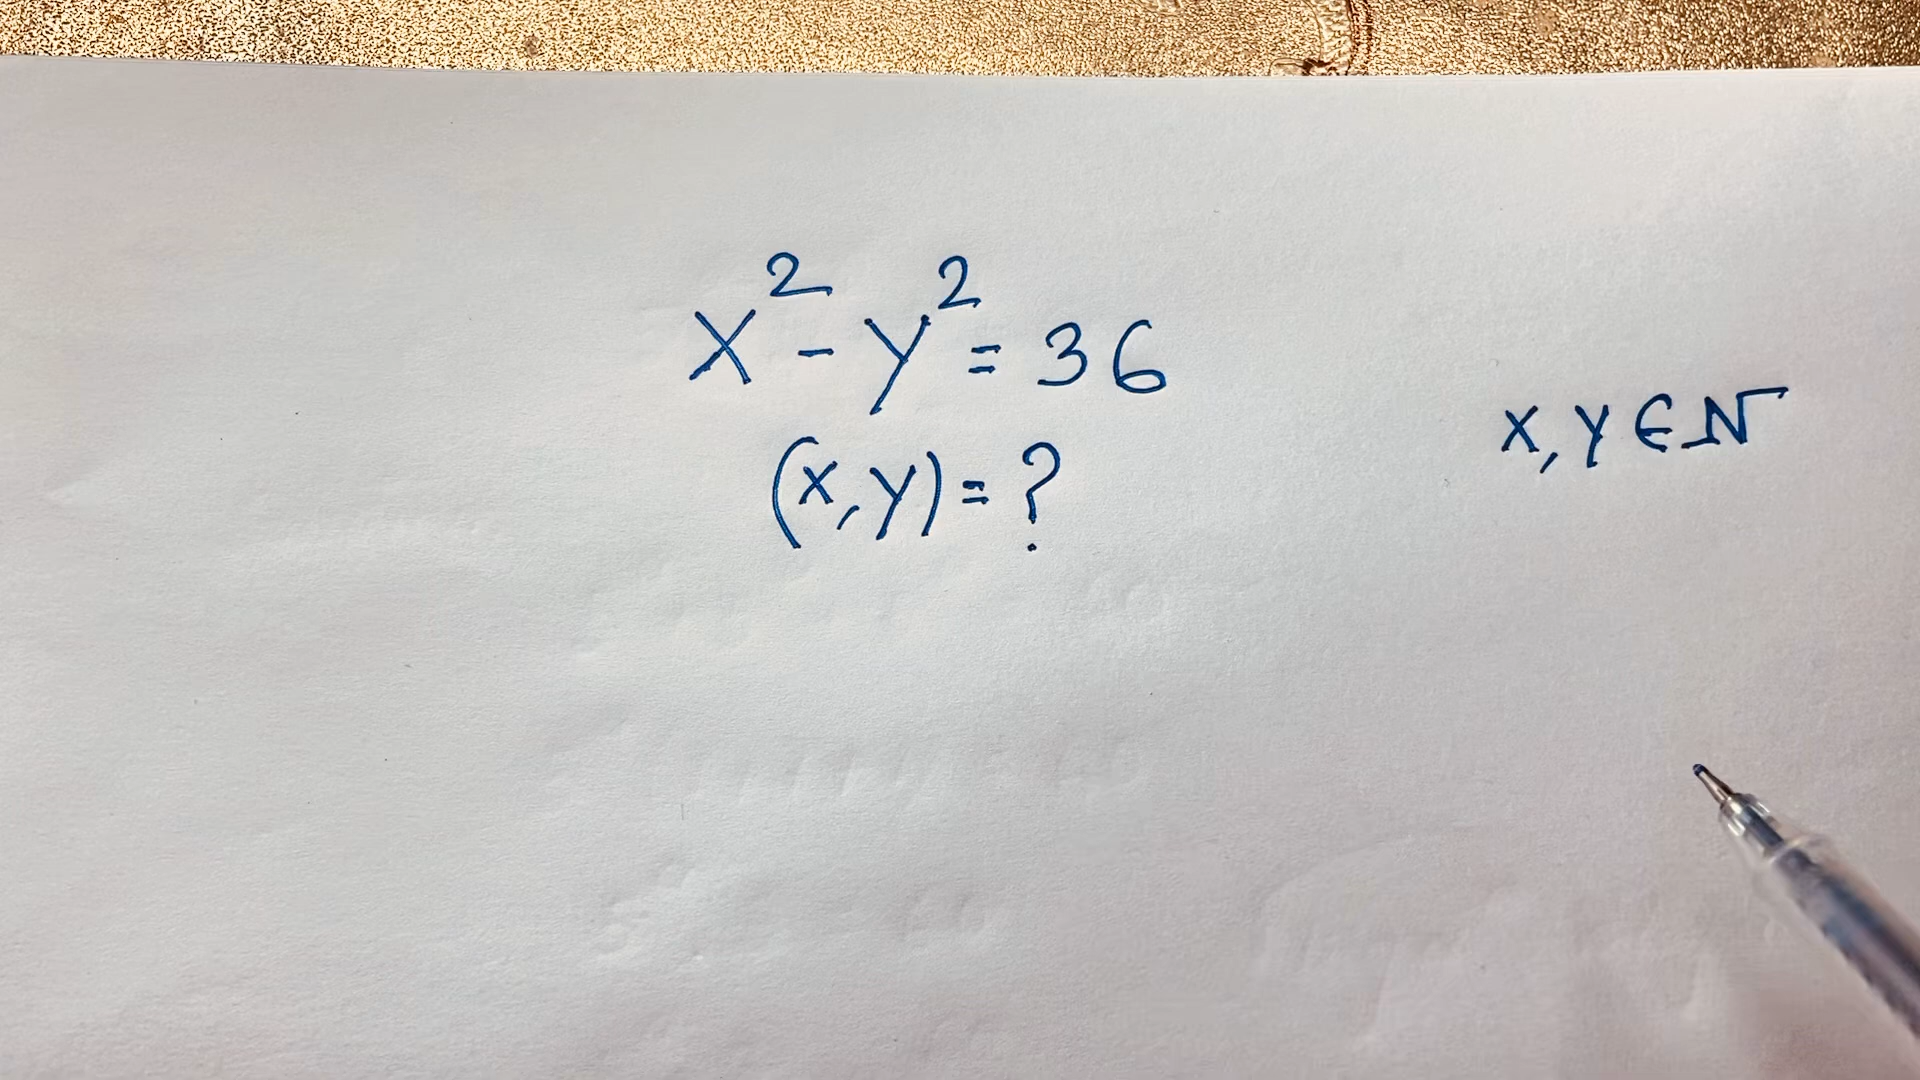 x² - y² = 36
(x, y) = ?
x, y ∈ N